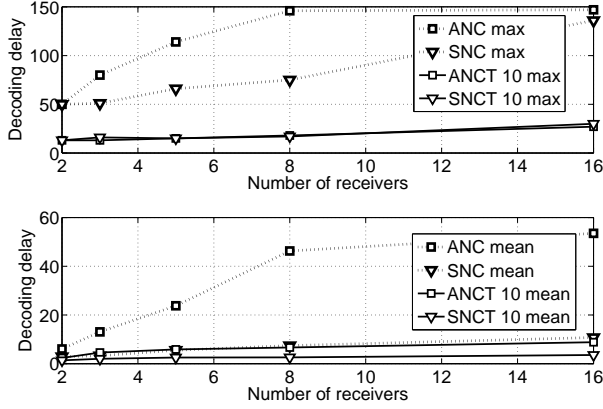 150
100
50
0
Decoding delay
ANC max
SNC max
ANCT 10 max
SNCT 10 max
2 4 6 8 10 12 14 16
Number of receivers
60
40
20
0
Decoding delay
ANC mean
SNC mean
ANCT 10 mean
SNCT 10 mean
2 4 6 8 10 12 14 16
Number of receivers